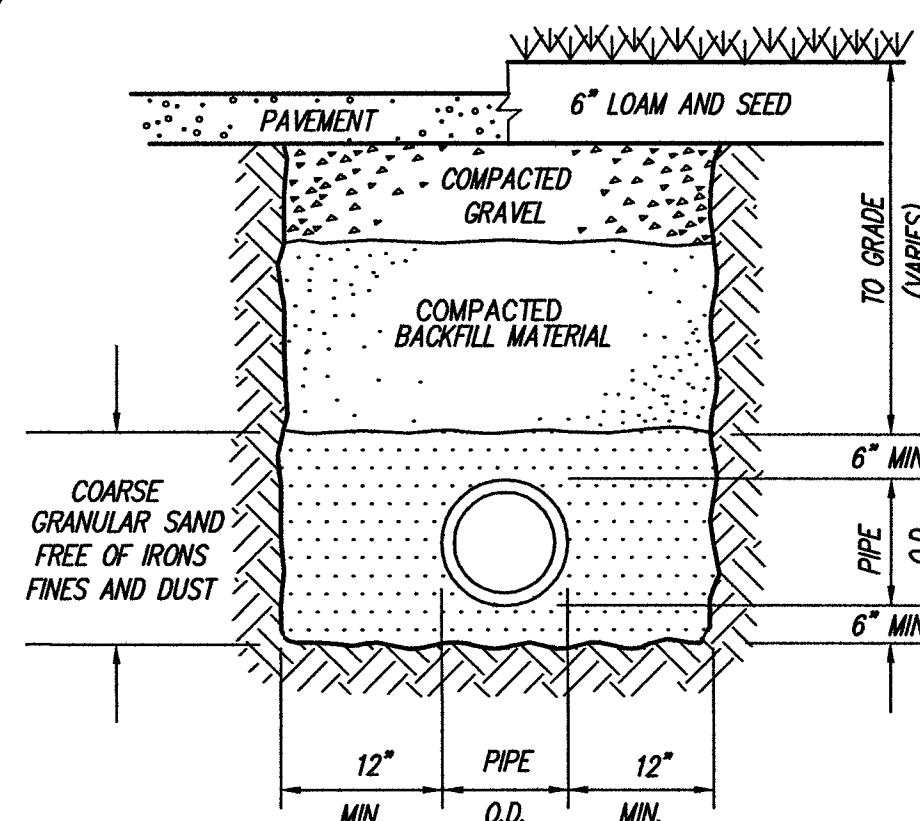 6" LOAM AND SEED
PAVEMENT
COMPACTED
GRAVEL
TO GRADE
(VARIES)
COMPACTED
BACKFILL MATERIAL
6" MIN
COARSE
GRANULAR SAND
FREE OF IRONS
FINES AND DUST
PIPE
O.D.
6" MIN
12"
MIN.
PIPE
O.D.
12"
MIN.